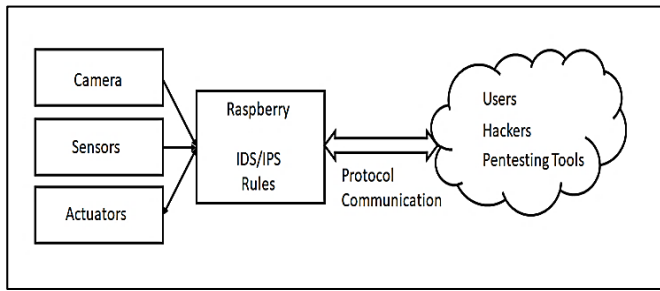 Camera
Sensors
Actuators
Raspberry
IDS/IPS
Rules
Protocol
Communication
Users
Hackers
Pentesting Tools